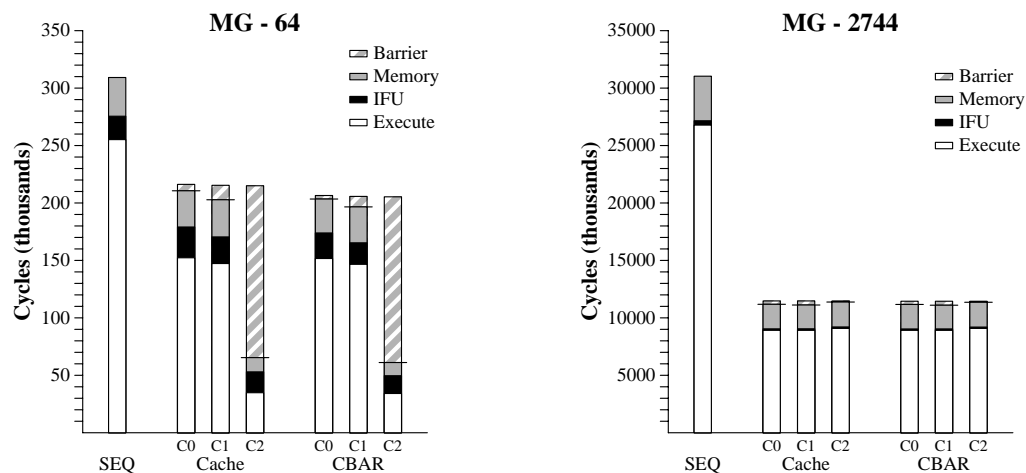 MG - 64
Cycles (thousands)
350
300
250
200
150
100
50
Barrier
Memory
IFU
Execute
C0 C1 C2 C0 C1 C2
SEQ Cache CBAR
MG - 2744
Cycles (thousands)
35000
30000
25000
20000
15000
10000
5000
Barrier
Memory
IFU
Execute
C0 C1 C2 C0 C1 C2
SEQ Cache CBAR